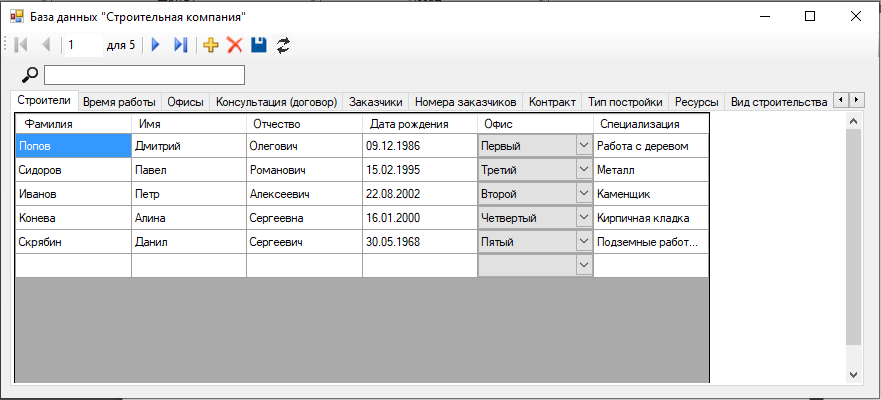 База данных "Строительная компания"
1 для 5
Строители Время работы Офисы Консультация (договор) Заказчики Номера заказчиков Контракт Тип постройки Ресурсы Вид строительства
Фамилия Имя Отчество Дата рождения Офис Специализация
Попов Дмитрий Олегович 09.12.1986 Первый Работа с деревом
Сидоров Павел Романович 15.02.1995 Третий Металл
Иванов Петр Алексеевич 22.08.2002 Второй Каменщик
Конева Алина Сергеевна 16.01.2000 Четвертый Кирпичная кладка
Скрябин Данил Сергеевич 30.05.1968 Пятый Подземные работ...